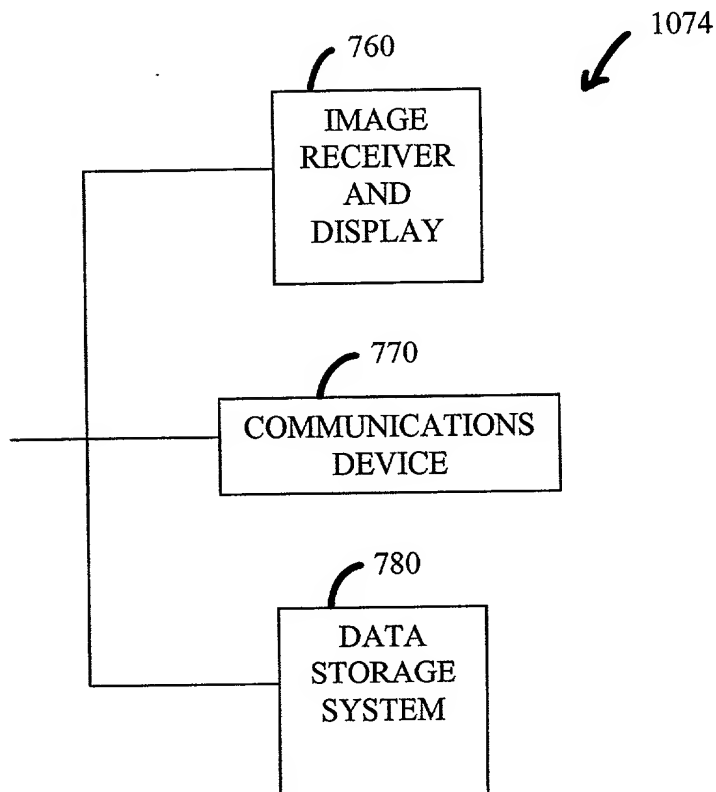 1074
760
IMAGE
RECEIVER
AND
DISPLAY
770
COMMUNICATIONS
DEVICE
780
DATA
STORAGE
SYSTEM